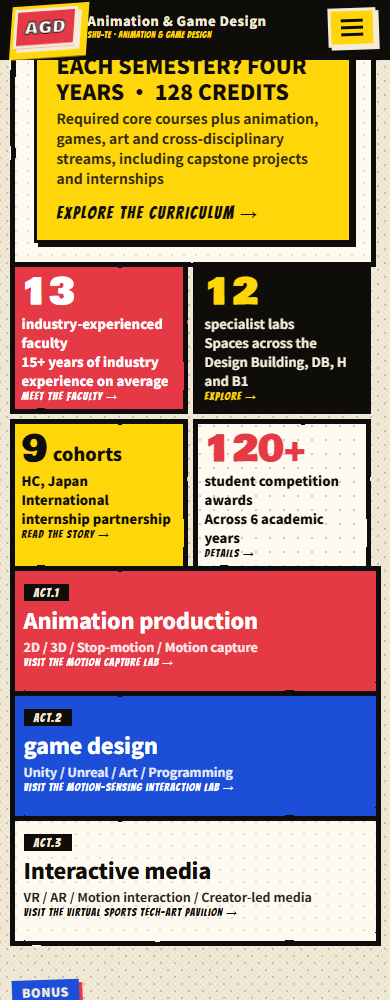 AGD
Animation & Game Design
SHU-TE • ANIMATION & GAME DESIGN
EACH SEMESTER? FOUR
YEARS • 128 CREDITS
Required core courses plus animation,
games, art and cross-disciplinary
streams, including capstone projects
and internships
EXPLORE THE CURRICULUM →
13
industry-experienced
faculty
15+ years of industry
experience on average
MEET THE FACULTY →
12
specialist labs
Spaces across the
Design Building, DB, H
and B1
EXPLORE →
9 cohorts
HC, Japan
International
internship partnership
READ THE STORY →
120+
student competition
awards
Across 6 academic
years
DETAILS →
ACT.1
Animation production
2D / 3D / Stop-motion / Motion capture
VISIT THE MOTION CAPTURE LAB →
ACT.2
game design
Unity / Unreal / Art / Programming
VISIT THE MOTION-SENSING INTERACTION LAB →
ACT.3
Interactive media
VR / AR / Motion interaction / Creator-led media
VISIT THE VIRTUAL SPORTS TECH-ART PAVILION →
BONUS